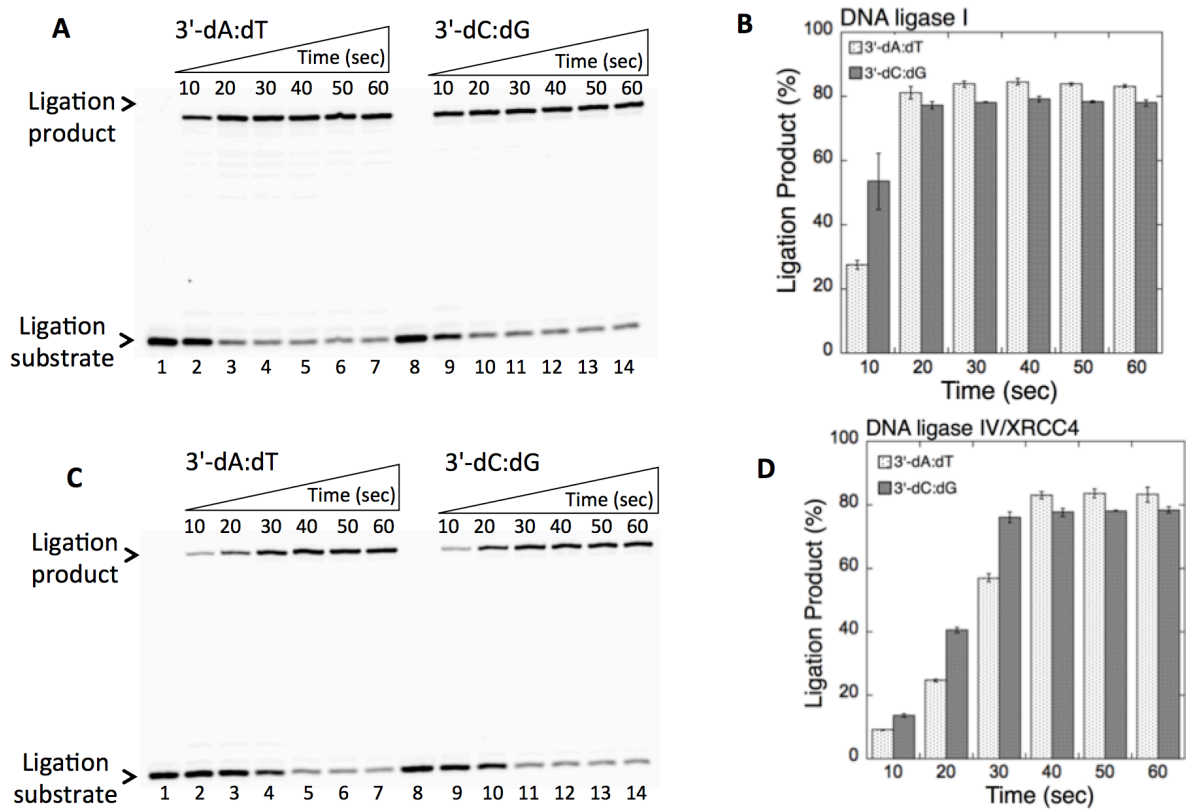 A
3'-dA:dT
3'-dC:dG
Time (sec)
Time (sec)
10 20 30 40 50 60
10 20 30 40 50 60
Ligation
product
Ligation
substrate
1 2 3 4 5 6 7 8 9 10 11 12 13 14
B
DNA ligase I
3'-dA:dT
3'-dC:dG
Ligation Product (%)
100
80
60
40
20
0
10 20 30 40 50 60
Time (sec)
C
3'-dA:dT
3'-dC:dG
Time (sec)
Time (sec)
10 20 30 40 50 60
10 20 30 40 50 60
Ligation
product
Ligation
substrate
1 2 3 4 5 6 7 8 9 10 11 12 13 14
D
DNA ligase IV/XRCC4
3'-dA:dT
3'-dC:dG
Ligation Product (%)
100
80
60
40
20
0
10 20 30 40 50 60
Time (sec)